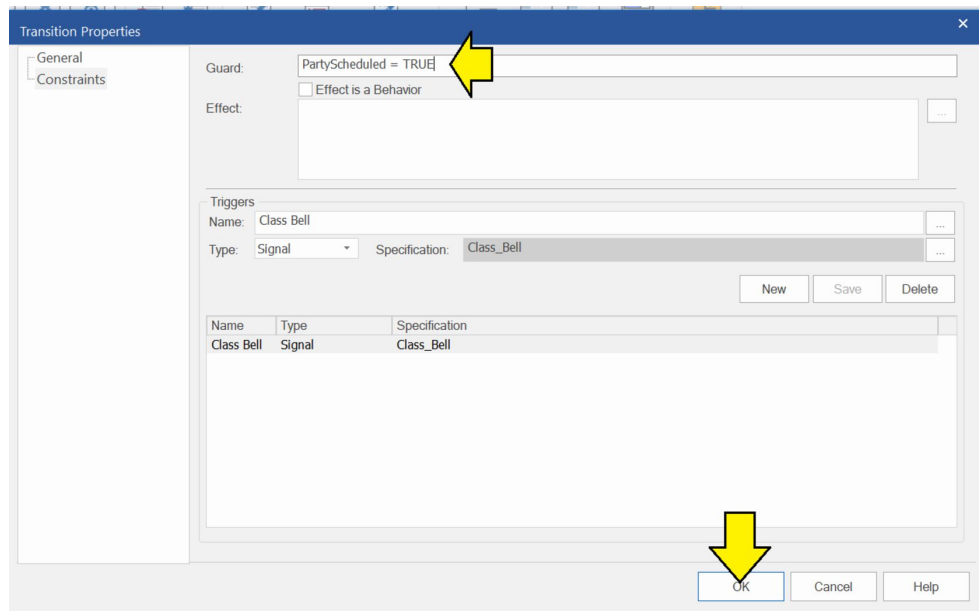 Transition Properties
General
Constraints
Guard: PartyScheduled = TRUE
Effect is a Behavior
Effect:
...
Triggers
Name: Class Bell ...
Type: Signal Specification: Class_Bell ...
New Save Delete
Name Type Specification
Class Bell Signal Class_Bell
OK Cancel Help